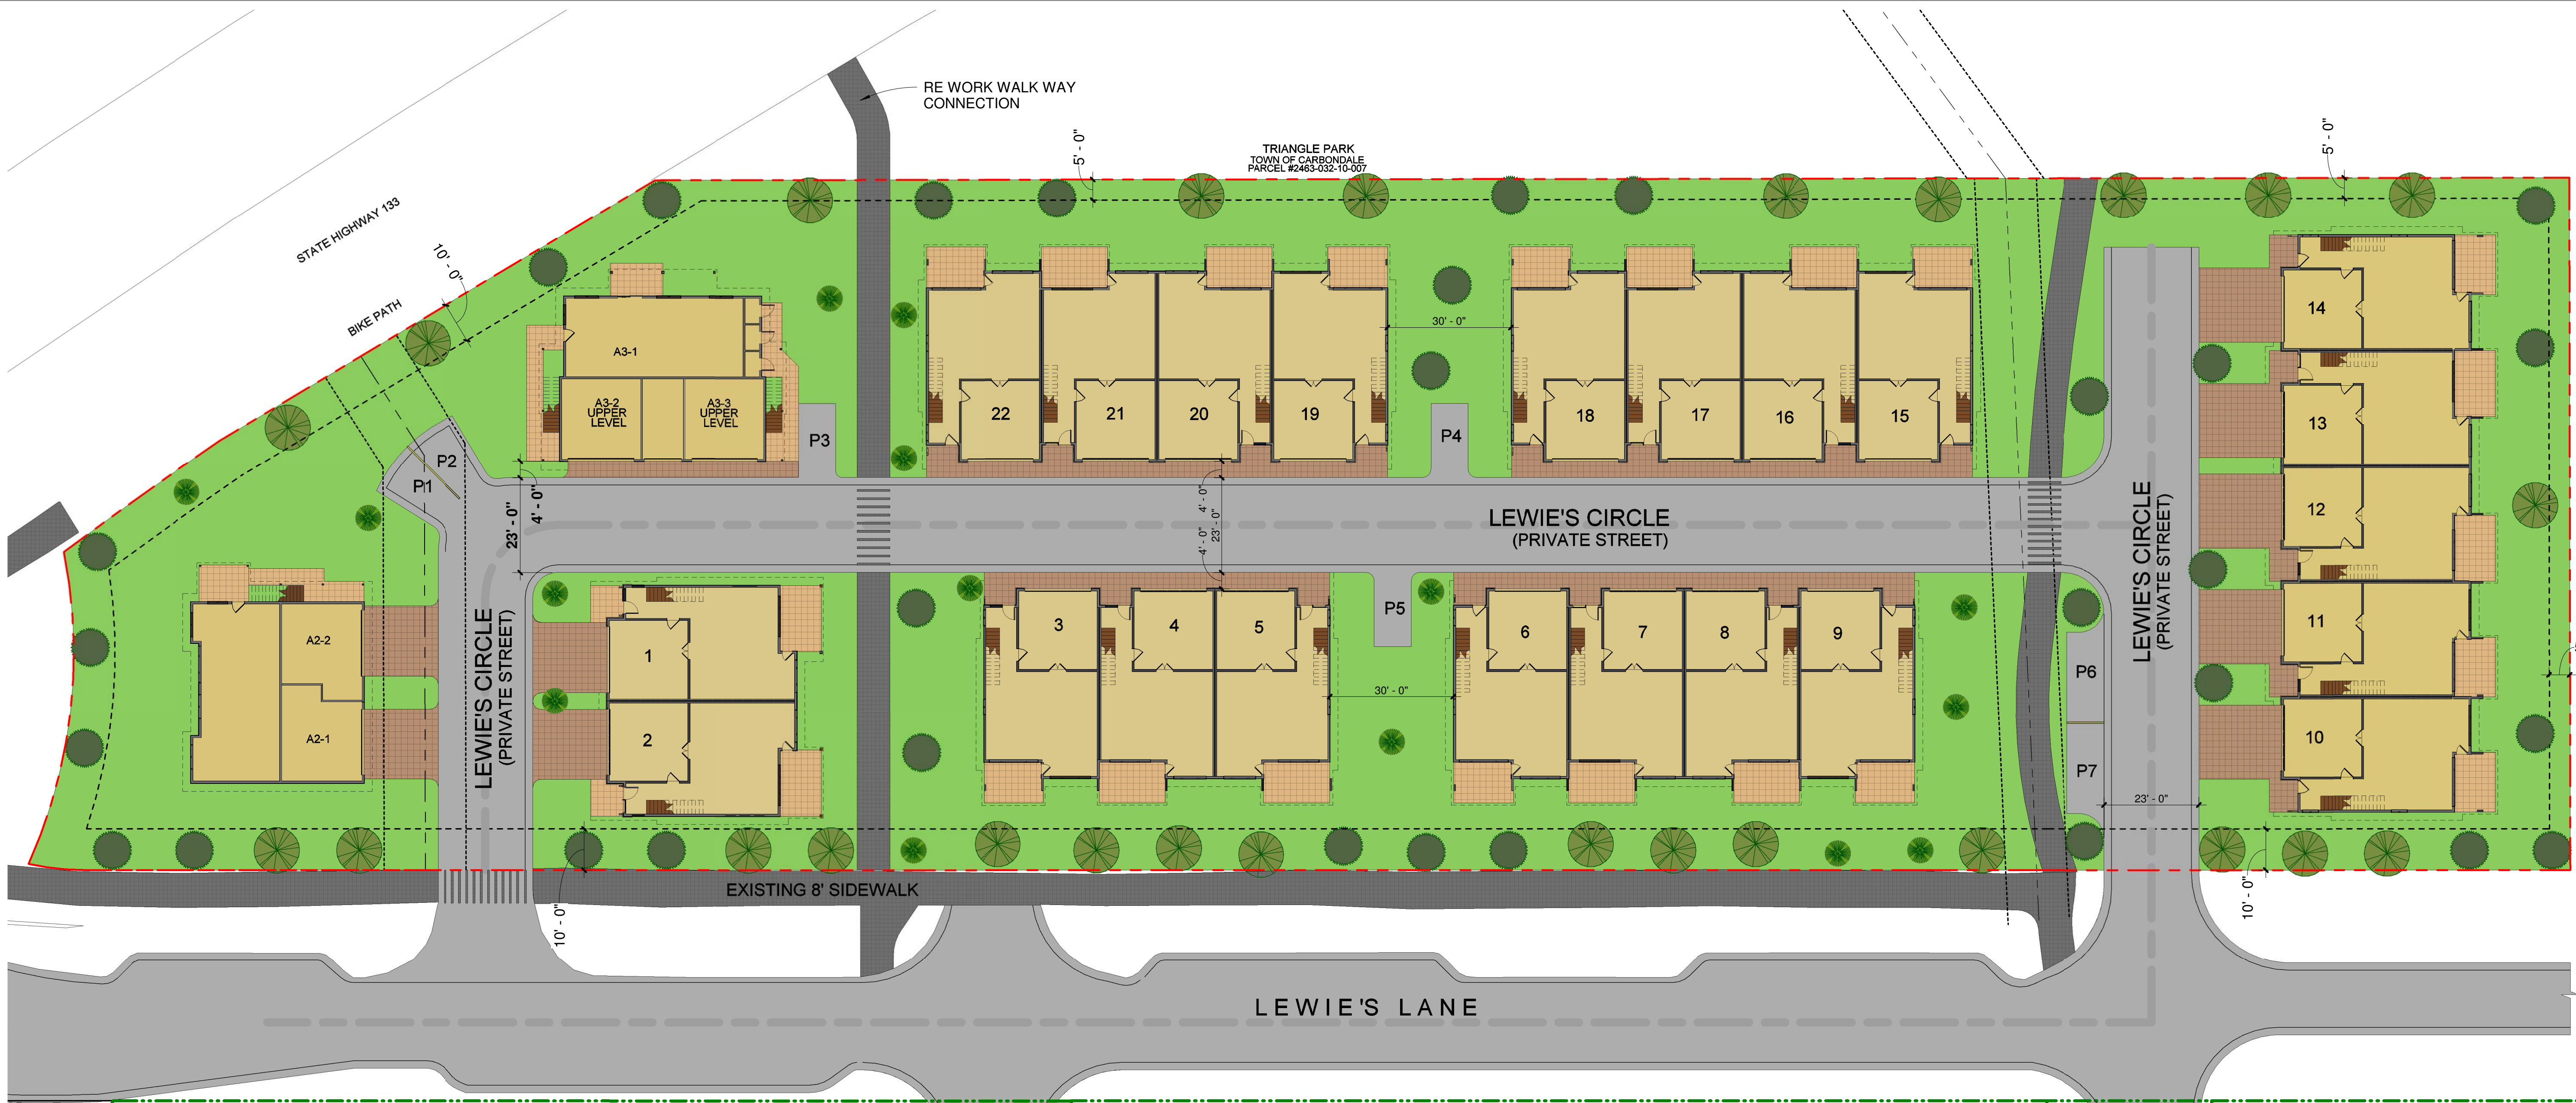 RE WORK WALK WAY
CONNECTION
TRIANGLE PARK
TOWN OF CARBONDALE
PARCEL #2463-032-10-007
5' - 0"
5' - 0"
STATE HIGHWAY 133
10' - 0"
BIKE PATH
A3-1
A3-2
UPPER
LEVEL
A3-3
UPPER
LEVEL
P3
22
21
20
19
30' - 0"
P4
18
17
16
15
14
13
12
11
10
P2
P1
23' - 0"
4' - 0"
4' - 0"
23' - 0"
4' - 0"
LEWIE'S CIRCLE
(PRIVATE STREET)
LEWIE'S CIRCLE
(PRIVATE STREET)
A2-2
A2-1
LEWIE'S CIRCLE
(PRIVATE STREET)
1
2
3
4
5
P5
30' - 0"
6
7
8
9
P6
P7
23' - 0"
EXISTING 8' SIDEWALK
10' - 0"
10' - 0"
LEWIE'S LANE